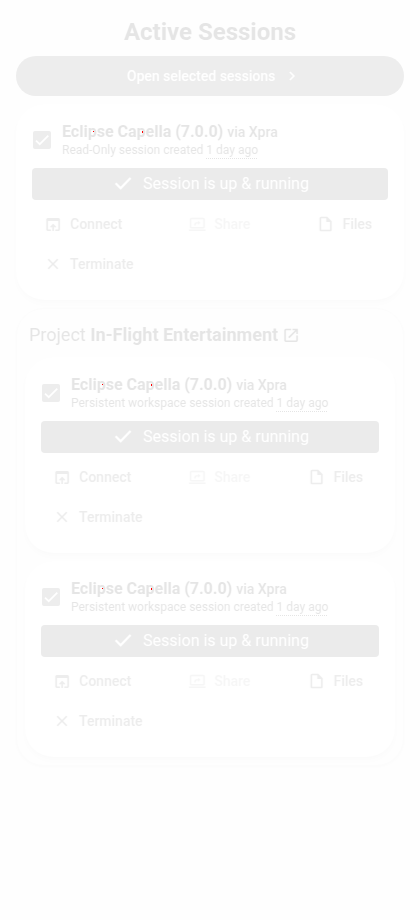 Active Sessions
Open selected sessions
Eclipse Capella (7.0.0) via Xpra
Read-Only session created 1 day ago
Session is up & running
Connect Share Files
Terminate
Project In-Flight Entertainment
Eclipse Capella (7.0.0) via Xpra
Persistent workspace session created 1 day ago
Session is up & running
Connect Share Files
Terminate
Eclipse Capella (7.0.0) via Xpra
Persistent workspace session created 1 day ago
Session is up & running
Connect Share Files
Terminate